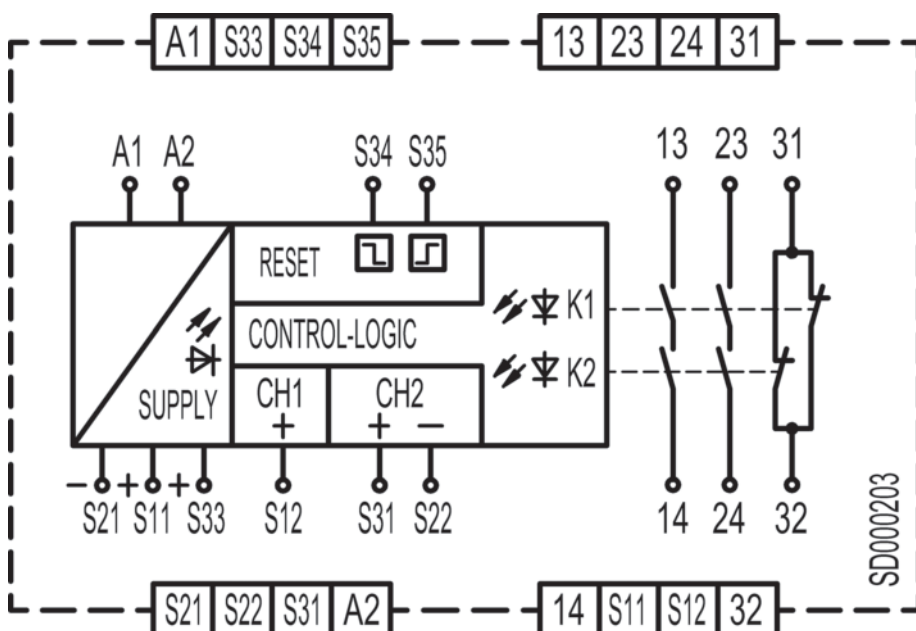 A1 S33 S34 S35 13 23 24 31
A1 A2 S34 S35 13 23 31
RESET
K1
CONTROL-LOGIC
K2
SUPPLY CH1 CH2
+ + −
− + +
S21 S11 S33 S12 S31 S22 14 24 32
SD000203
S21 S22 S31 A2 14 S11 S12 32